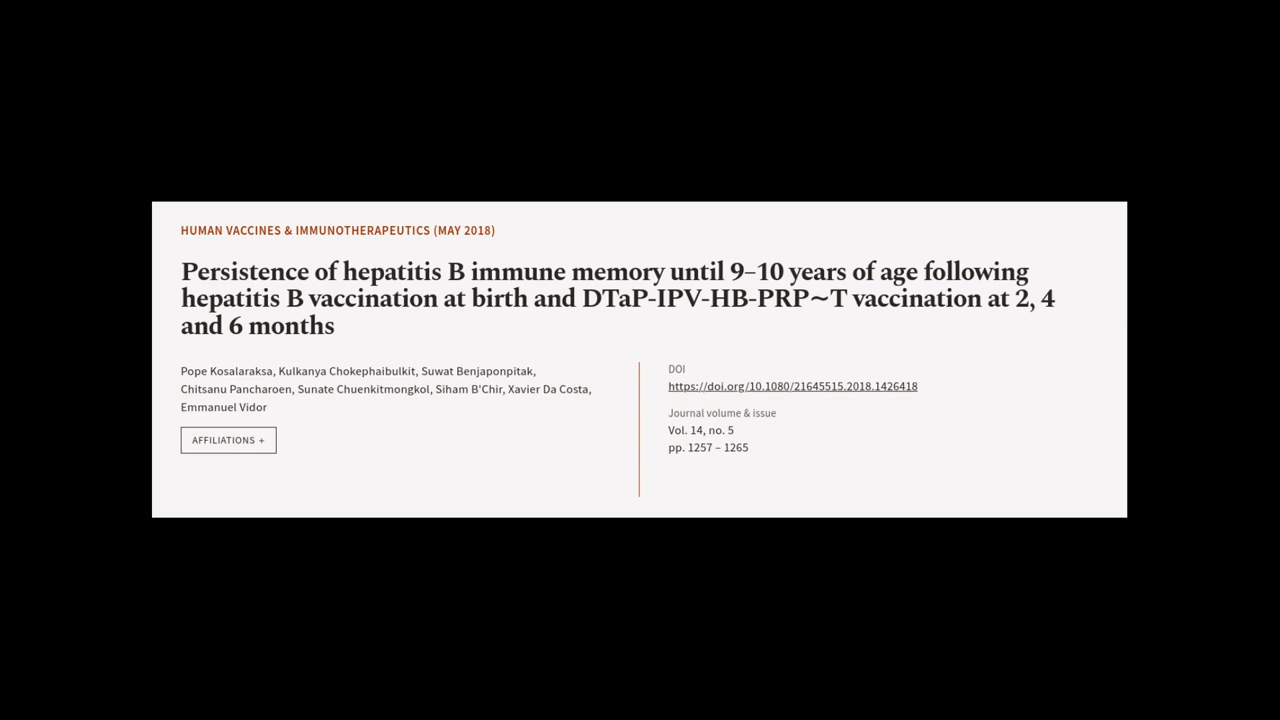 HUMAN VACCINES & IMMUNOTHERAPEUTICS (MAY 2018)
Persistence of hepatitis B immune memory until 9–10 years of age following
hepatitis B vaccination at birth and DTaP-IPV-HB-PRP∼T vaccination at 2, 4
and 6 months
Pope Kosalaraksa, Kulkanya Chokephaibulkit, Suwat Benjaponpitak,
Chitsanu Pancharoen, Sunate Chuenkitmongkol, Siham B'Chir, Xavier Da Costa,
Emmanuel Vidor
AFFILIATIONS +
DOI
https://doi.org/10.1080/21645515.2018.1426418
Journal volume & issue
Vol. 14, no. 5
pp. 1257 – 1265